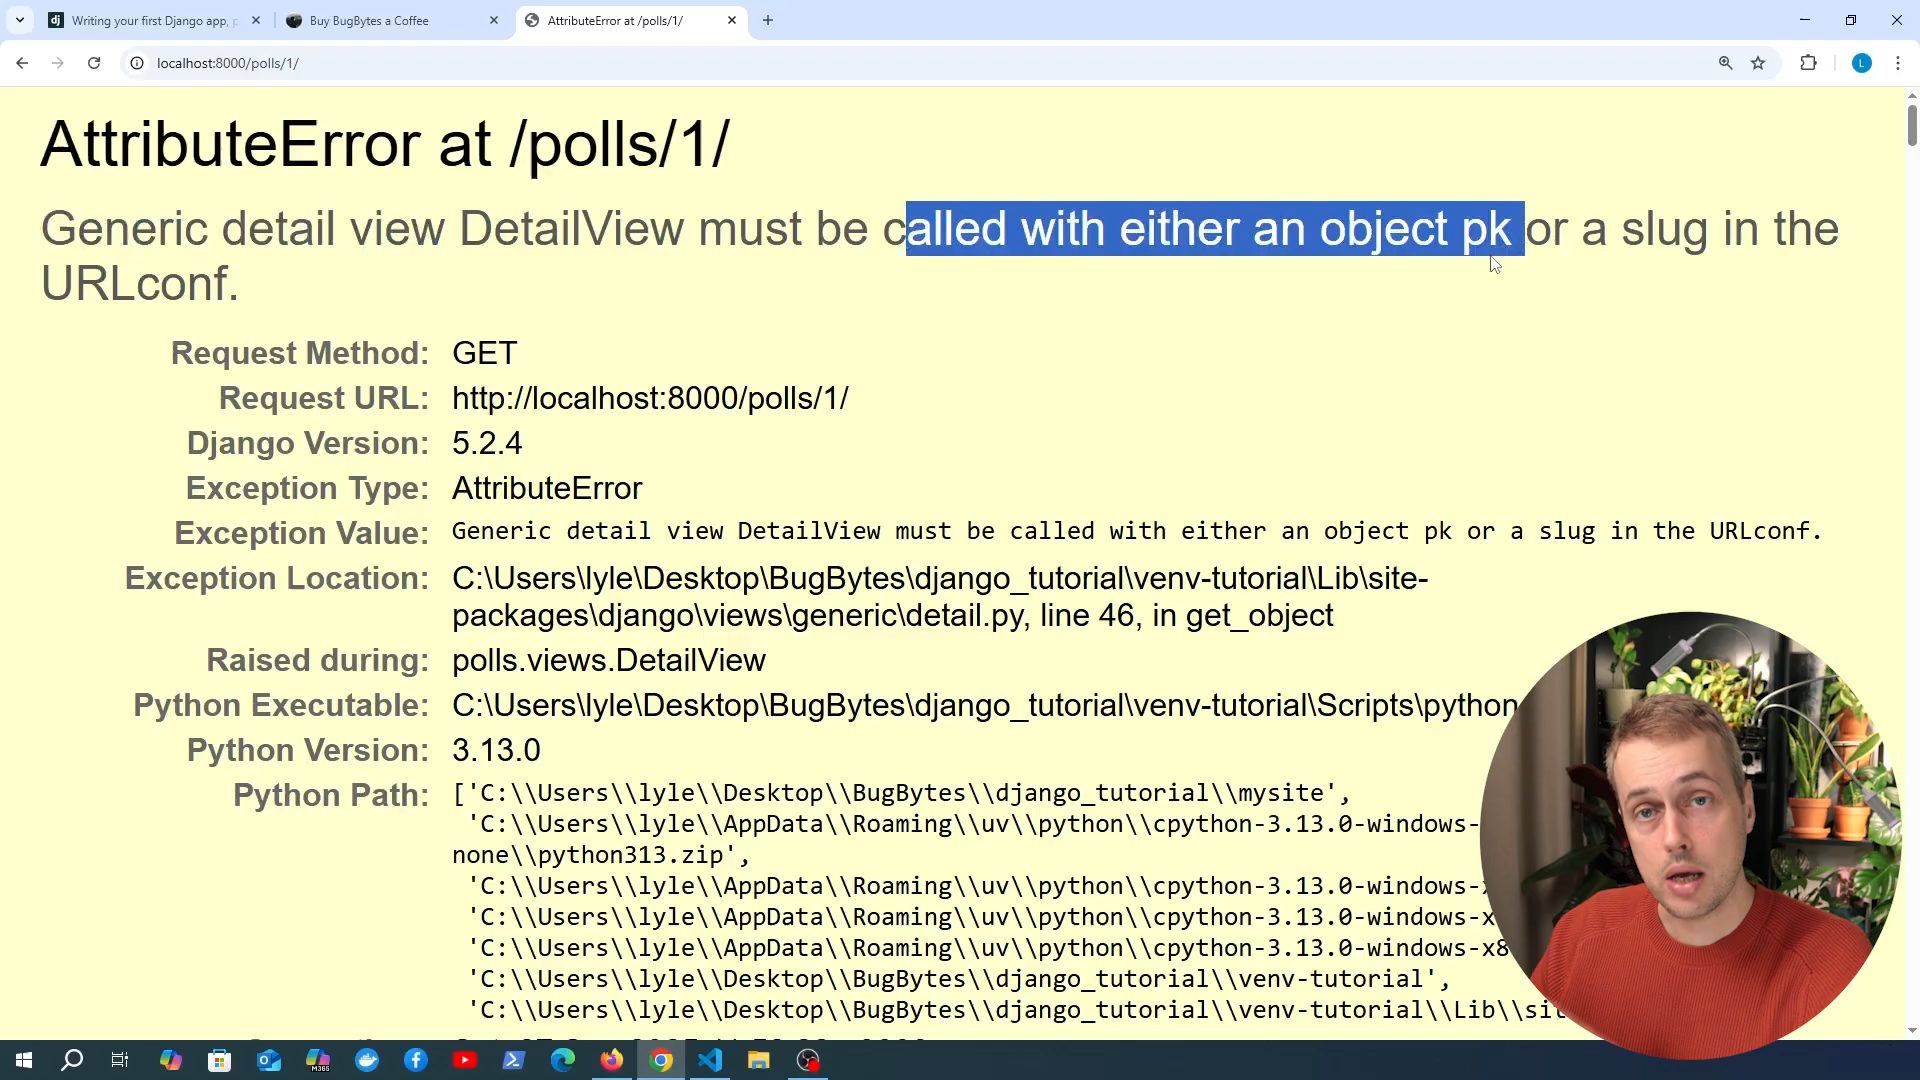 Writing your first Django app, p
Buy BugBytes a Coffee
AttributeError at /polls/1/
localhost:8000/polls/1/
L
AttributeError at /polls/1/
Generic detail view DetailView must be called with either an object pk or a slug in the
URLconf.
Request Method: GET
Request URL: http://localhost:8000/polls/1/
Django Version: 5.2.4
Exception Type: AttributeError
Exception Value: Generic detail view DetailView must be called with either an object pk or a slug in the URLconf.
Exception Location: C:\Users\lyle\Desktop\BugBytes\django_tutorial\venv-tutorial\Lib\site-
packages\django\views\generic\detail.py, line 46, in get_object
Raised during: polls.views.DetailView
Python Executable: C:\Users\lyle\Desktop\BugBytes\django_tutorial\venv-tutorial\Scripts\python
Python Version: 3.13.0
Python Path: ['C:\\Users\\lyle\\Desktop\\BugBytes\\django_tutorial\\mysite',
'C:\\Users\\lyle\\AppData\\Roaming\\uv\\python\\cpython-3.13.0-windows-
none\\python313.zip',
'C:\\Users\\lyle\\AppData\\Roaming\\uv\\python\\cpython-3.13.0-windows-x
'C:\\Users\\lyle\\AppData\\Roaming\\uv\\python\\cpython-3.13.0-windows-x
'C:\\Users\\lyle\\AppData\\Roaming\\uv\\python\\cpython-3.13.0-windows-x8
'C:\\Users\\lyle\\Desktop\\BugBytes\\django_tutorial\\venv-tutorial',
'C:\\Users\\lyle\\Desktop\\BugBytes\\django_tutorial\\venv-tutorial\\Lib\\sit